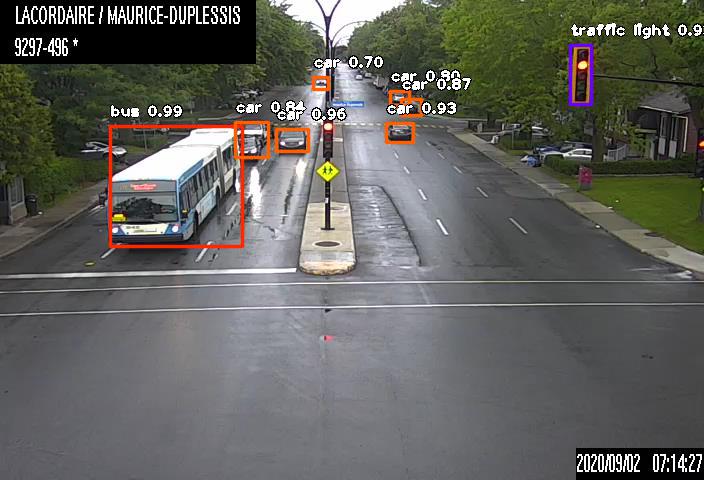 LACORDAIRE / MAURICE-DUPLESSIS
9297-496 *
traffic light 0.9
car 0.70
car 0.80
car 0.87
bus 0.99
car 0.84
car 0.96
car 0.93
2020/09/02 07:14:27